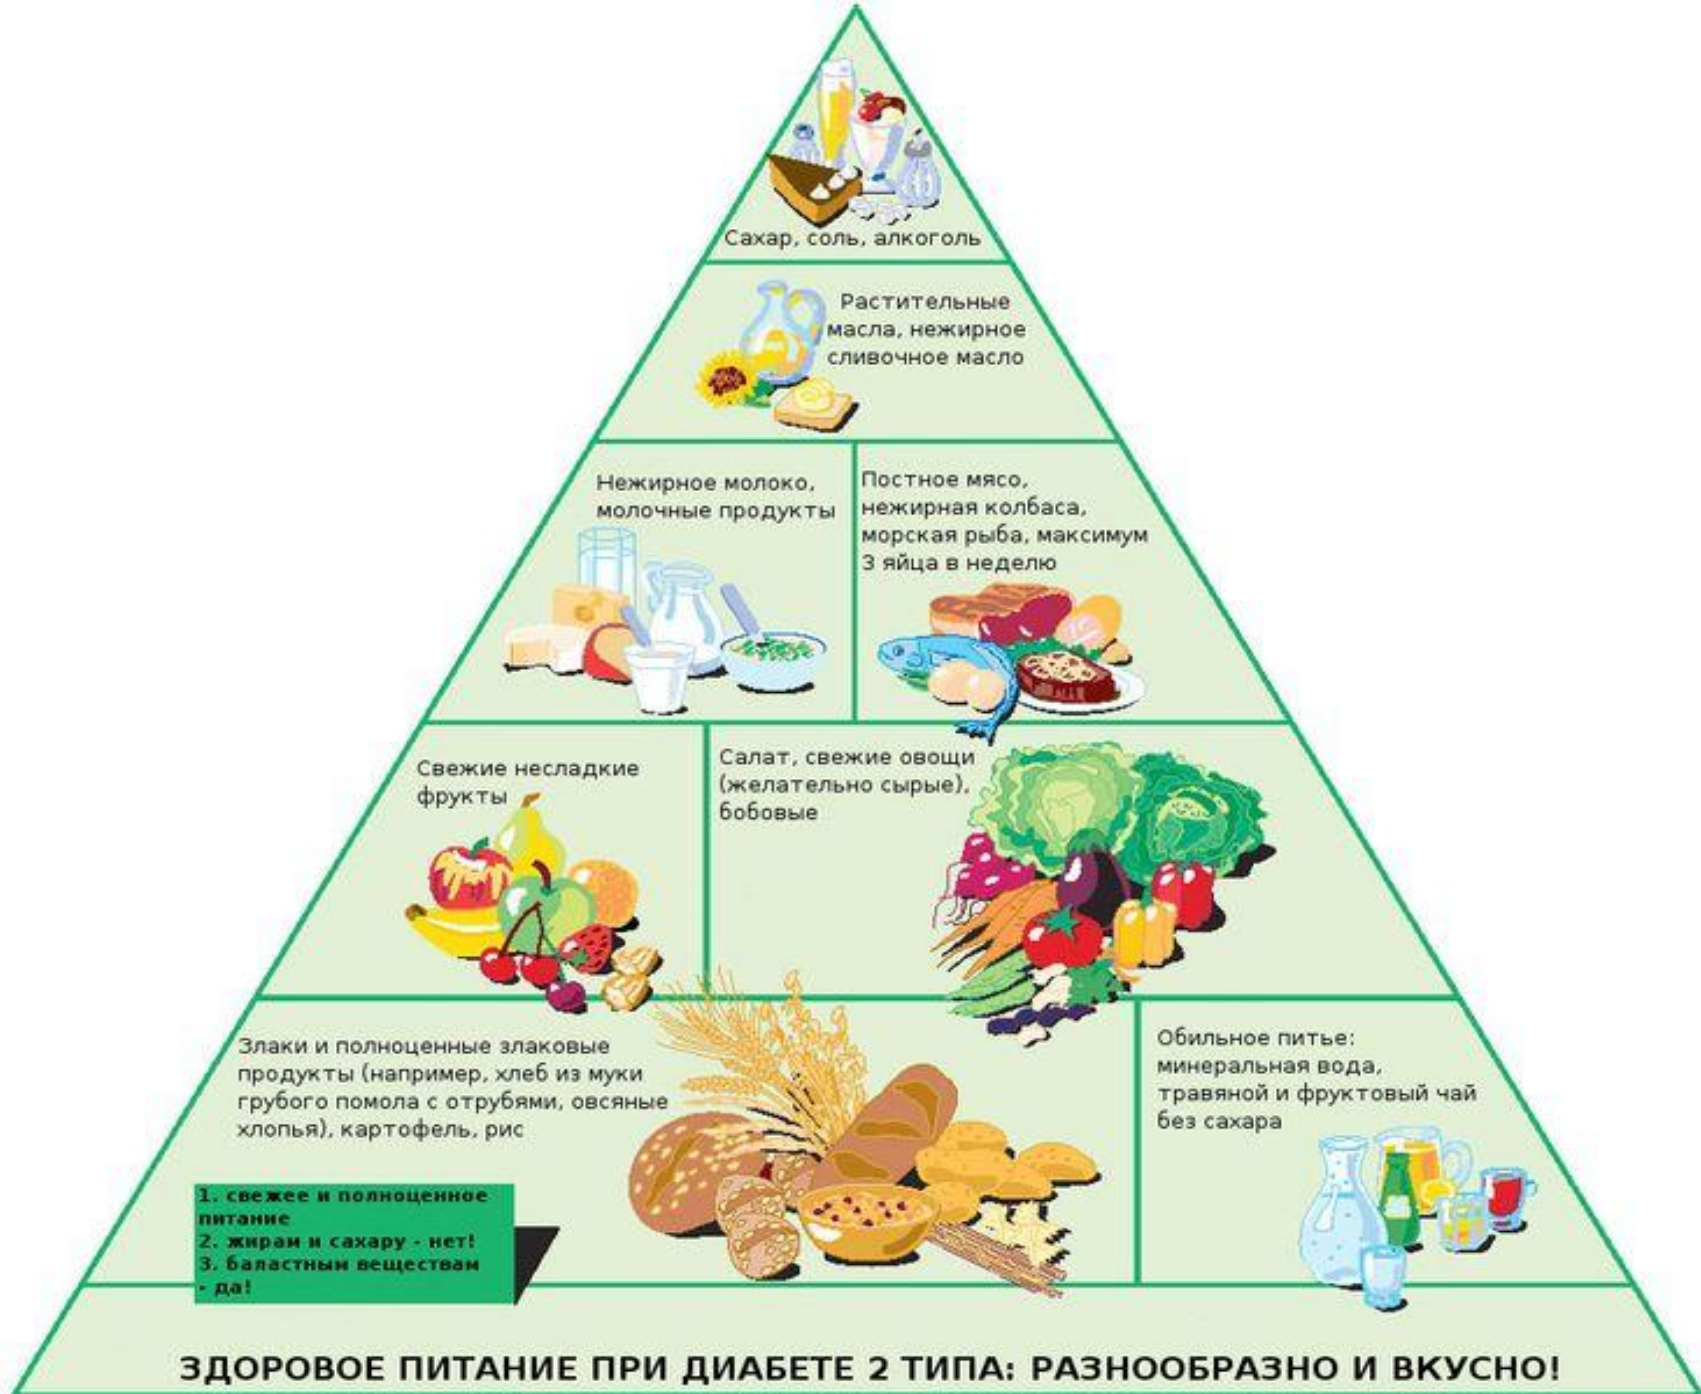 Сахар, соль, алкоголь
Растительные
масла, нежирное
сливочное масло
Нежирное молоко,
молочные продукты
Постное мясо,
нежирная колбаса,
морская рыба, максимум
3 яйца в неделю
Свежие несладкие
фрукты
Салат, свежие овощи
(желательно сырые),
бобовые
Злаки и полноценные злаковые
продукты (например, хлеб из муки
грубого помола с отрубями, овсяные
хлопья), картофель, рис
Обильное питье:
минеральная вода,
травяной и фруктовый чай
без сахара
1. свежее и полноценное
питание
2. жирам и сахару - нет!
3. баластным веществам
- да!
ЗДОРОВОЕ ПИТАНИЕ ПРИ ДИАБЕТЕ 2 ТИПА: РАЗНООБРАЗНО И ВКУСНО!